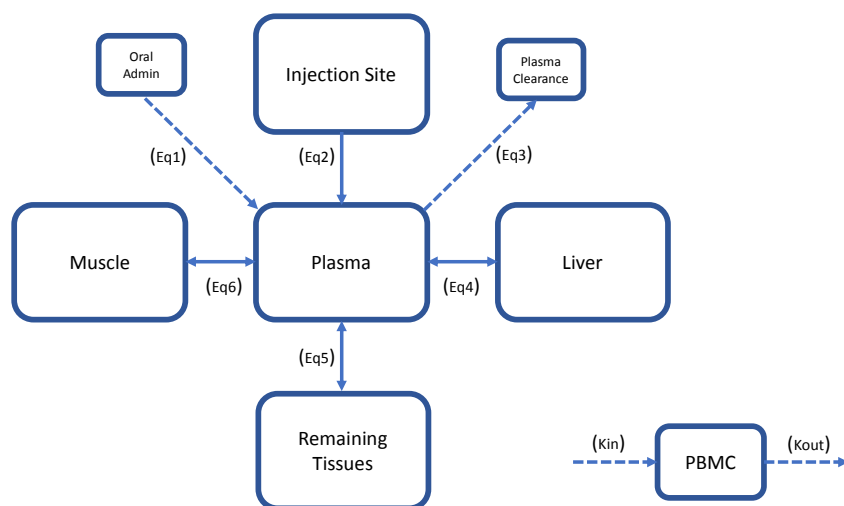 Oral
Admin
Injection Site
Plasma
Clearance
(Eq1)
(Eq2)
(Eq3)
Muscle
Plasma
Liver
(Eq6)
(Eq4)
(Eq5)
Remaining
Tissues
(Kin)
PBMC
(Kout)